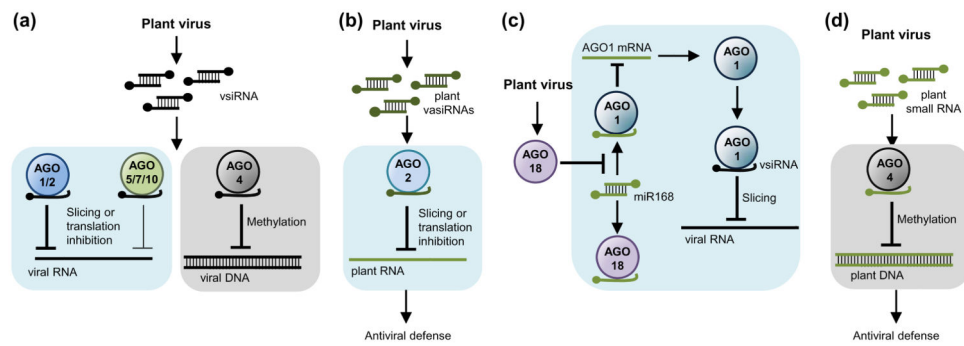 (a)
Plant virus
vsiRNA
AGO
1/2
AGO
5/7/10
Slicing or
translation
inhibition
viral RNA
AGO
4
Methylation
viral DNA
(b)
Plant virus
plant
vasiRNAs
AGO
2
Slicing or
translation
inhibition
plant RNA
Antiviral defense
(c)
AGO1 mRNA
AGO
1
Plant virus
AGO
1
AGO
18
AGO
1
vsiRNA
miR168
Slicing
AGO
18
viral RNA
(d)
Plant virus
plant
small RNA
AGO
4
Methylation
plant DNA
Antiviral defense